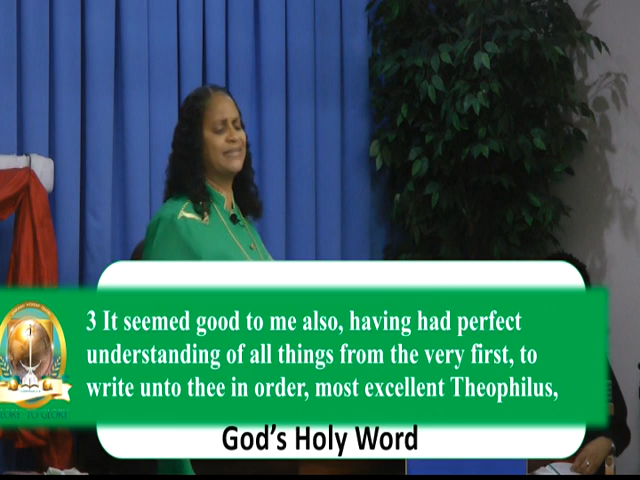 3 It seemed good to me also, having had perfect
understanding of all things from the very first, to
write unto thee in order, most excellent Theophilus,
God's Holy Word